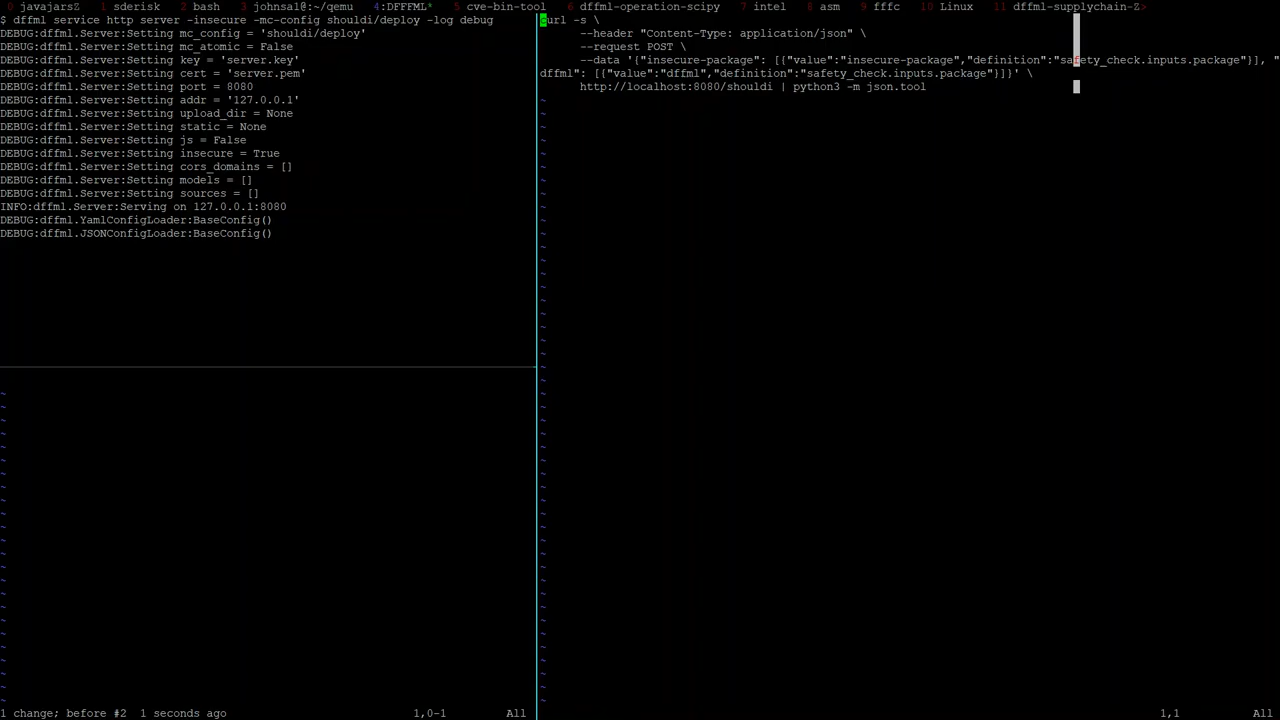 0 javajarsZ 1 sderisk 2 bash 3 johnsal@:~/qemu 4:DFFFML* 5 cve-bin-tool 6 dffml-operation-scipy 7 intel 8 asm 9 fffc 10 Linux 11 dffml-supplychain-Z>
$ dffml service http server -insecure -mc-config shouldi/deploy -log debug
DEBUG:dffml.Server:Setting mc_config = 'shouldi/deploy'
DEBUG:dffml.Server:Setting mc_atomic = False
DEBUG:dffml.Server:Setting key = 'server.key'
DEBUG:dffml.Server:Setting cert = 'server.pem'
DEBUG:dffml.Server:Setting port = 8080
DEBUG:dffml.Server:Setting addr = '127.0.0.1'
DEBUG:dffml.Server:Setting upload_dir = None
DEBUG:dffml.Server:Setting static = None
DEBUG:dffml.Server:Setting js = False
DEBUG:dffml.Server:Setting insecure = True
DEBUG:dffml.Server:Setting cors_domains = []
DEBUG:dffml.Server:Setting models = []
DEBUG:dffml.Server:Setting sources = []
INFO:dffml.Server:Serving on 127.0.0.1:8080
DEBUG:dffml.YamlConfigLoader:BaseConfig()
DEBUG:dffml.JSONConfigLoader:BaseConfig()
1 change; before #2 1 seconds ago 1,0-1 All
curl -s \
--header "Content-Type: application/json" \
--request POST \
--data '{"insecure-package": [{"value":"insecure-package","definition":"safety_check.inputs.package"}], "
dffml": [{"value":"dffml","definition":"safety_check.inputs.package"}]}' \
http://localhost:8080/shouldi | python3 -m json.tool
1,1 All